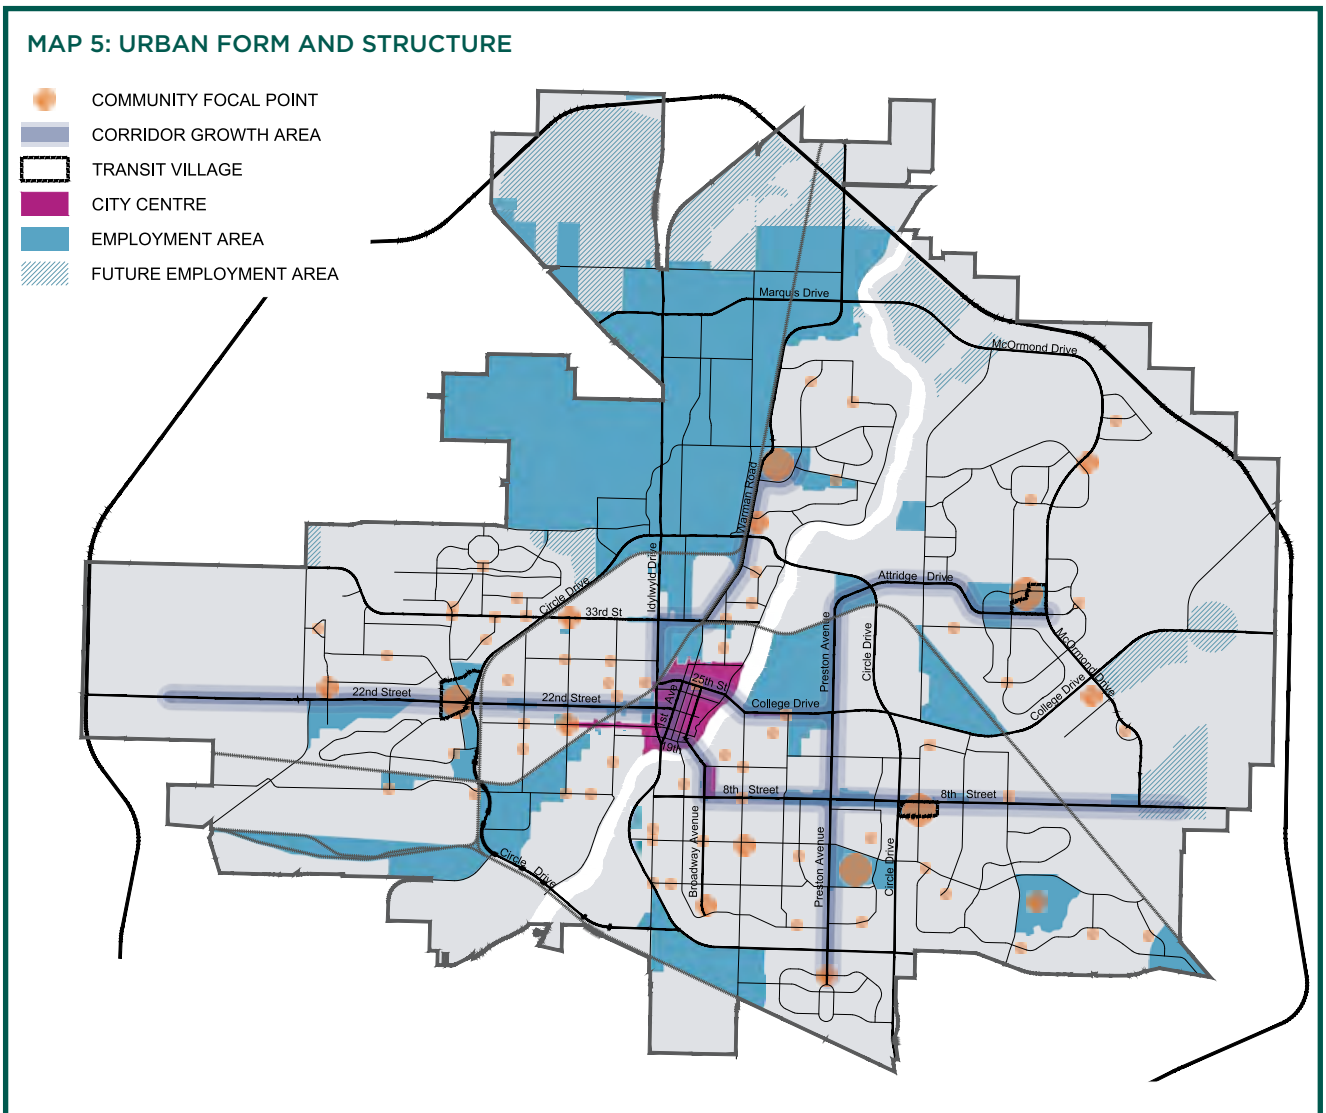 MAP 5: URBAN FORM AND STRUCTURE
COMMUNITY FOCAL POINT
CORRIDOR GROWTH AREA
TRANSIT VILLAGE
CITY CENTRE
EMPLOYMENT AREA
FUTURE EMPLOYMENT AREA
Marquis Drive
McOrmond Drive
Warman Road
Idylwyld Drive
Circle Drive
33rd St
Attridge Drive
Preston Avenue
Circle Drive
McOrmond Drive
College Drive
22nd Street
22nd Street
25th St
1st Ave
19th
College Drive
8th Street
8th Street
Broadway Avenue
Preston Avenue
Circle Drive
Circle Drive